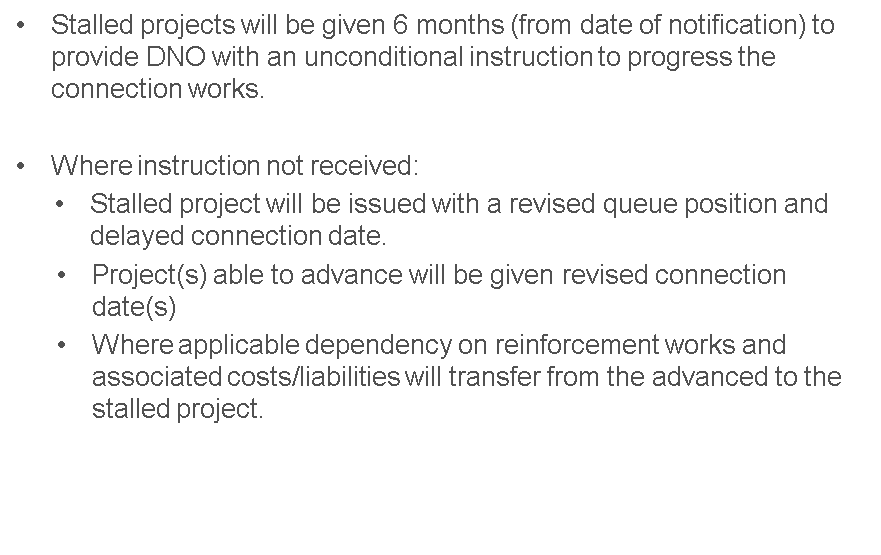 • Stalled projects will be given 6 months (from date of notification) to
provide DNO with an unconditional instruction to progress the
connection works.
• Where instruction not received:
• Stalled project will be issued with a revised queue position and
delayed connection date.
• Project(s) able to advance will be given revised connection
date(s)
• Where applicable dependency on reinforcement works and
associated costs/liabilities will transfer from the advanced to the
stalled project.